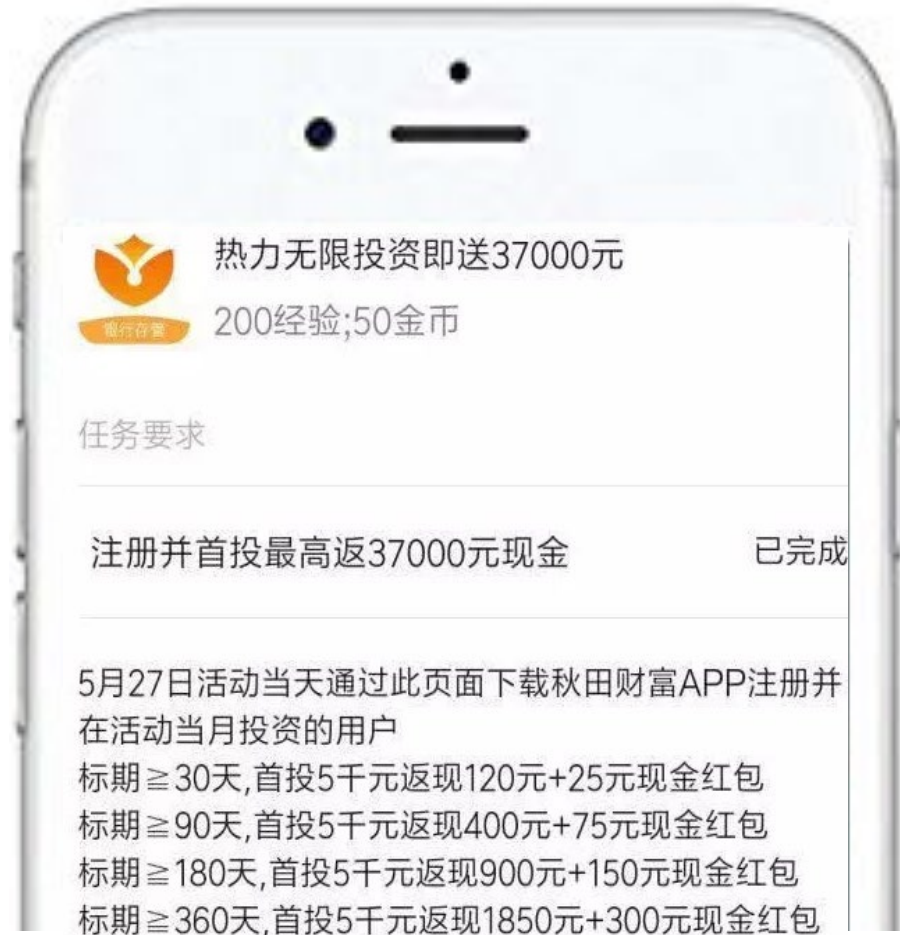 热力无限投资即送37000元
银行存管
200经验;50金币
任务要求
注册并首投最高返37000元现金
已完成
5月27日活动当天通过此页面下载秋田财富APP注册并
在活动当月投资的用户
标期≧30天,首投5千元返现120元+25元现金红包
标期≧90天,首投5千元返现400元+75元现金红包
标期≧180天,首投5千元返现900元+150元现金红包
标期≧360天,首投5千元返现1850元+300元现金红包